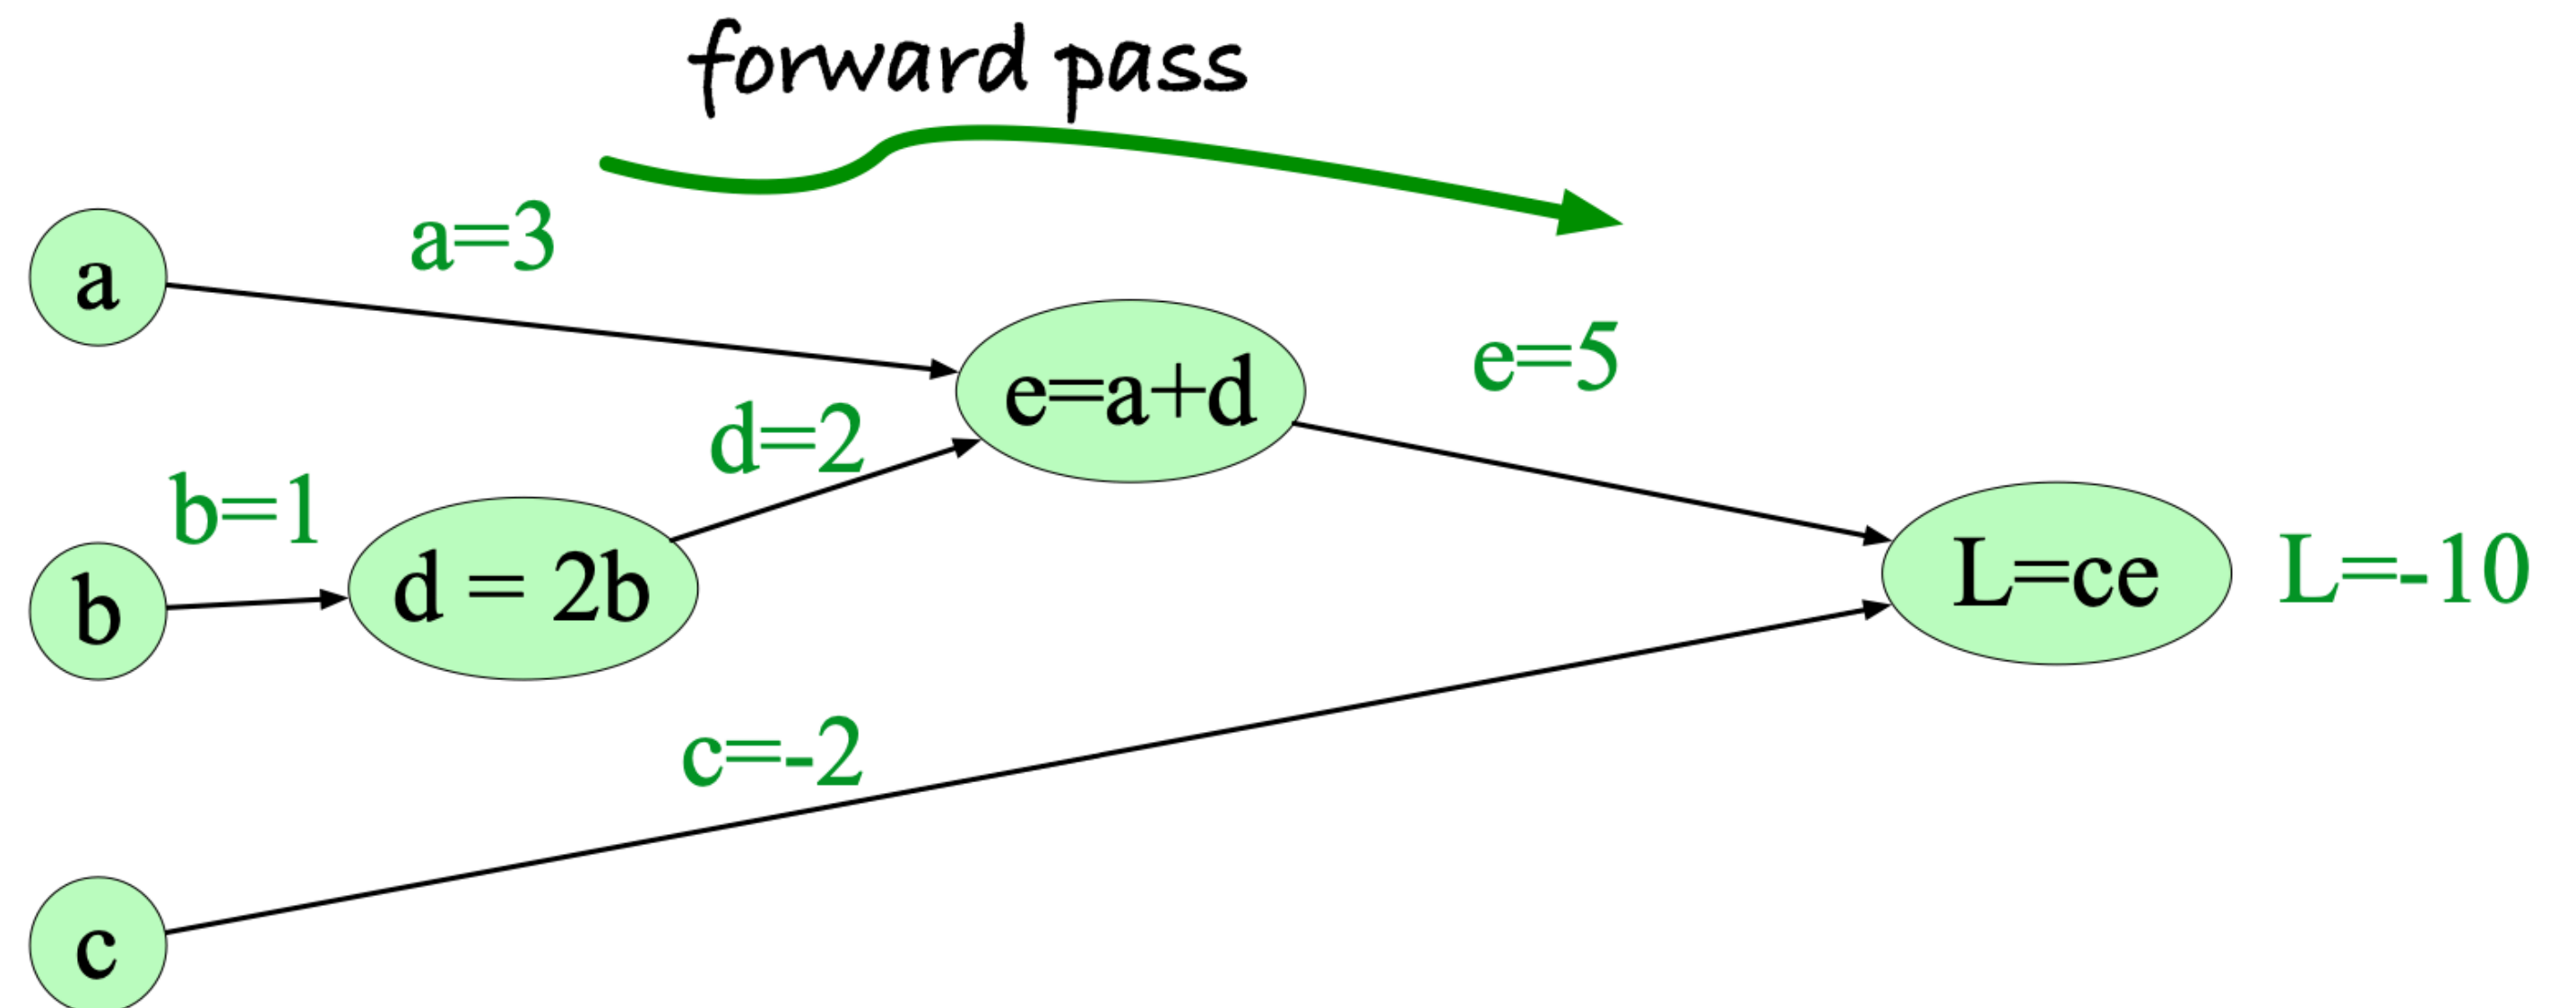 forward pass
a=3
a
e=5
e=a+d
d=2
b=1
d = 2b
L=ce
L=-10
b
c=-2
c